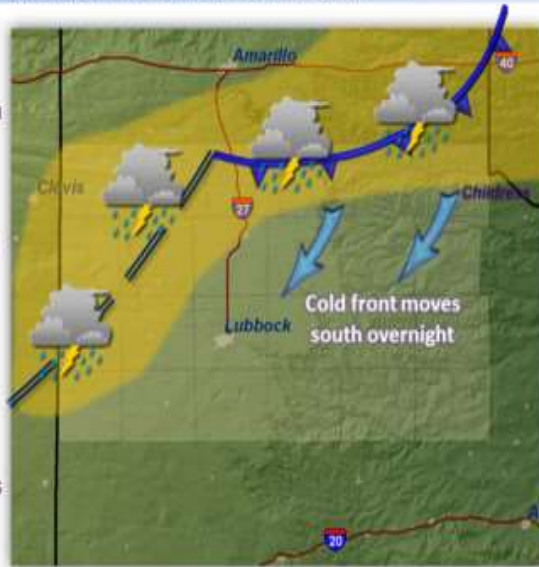 Amarillo
40
Clovis
Childress
27
Cold front moves
south overnight
Lubbock
A
20